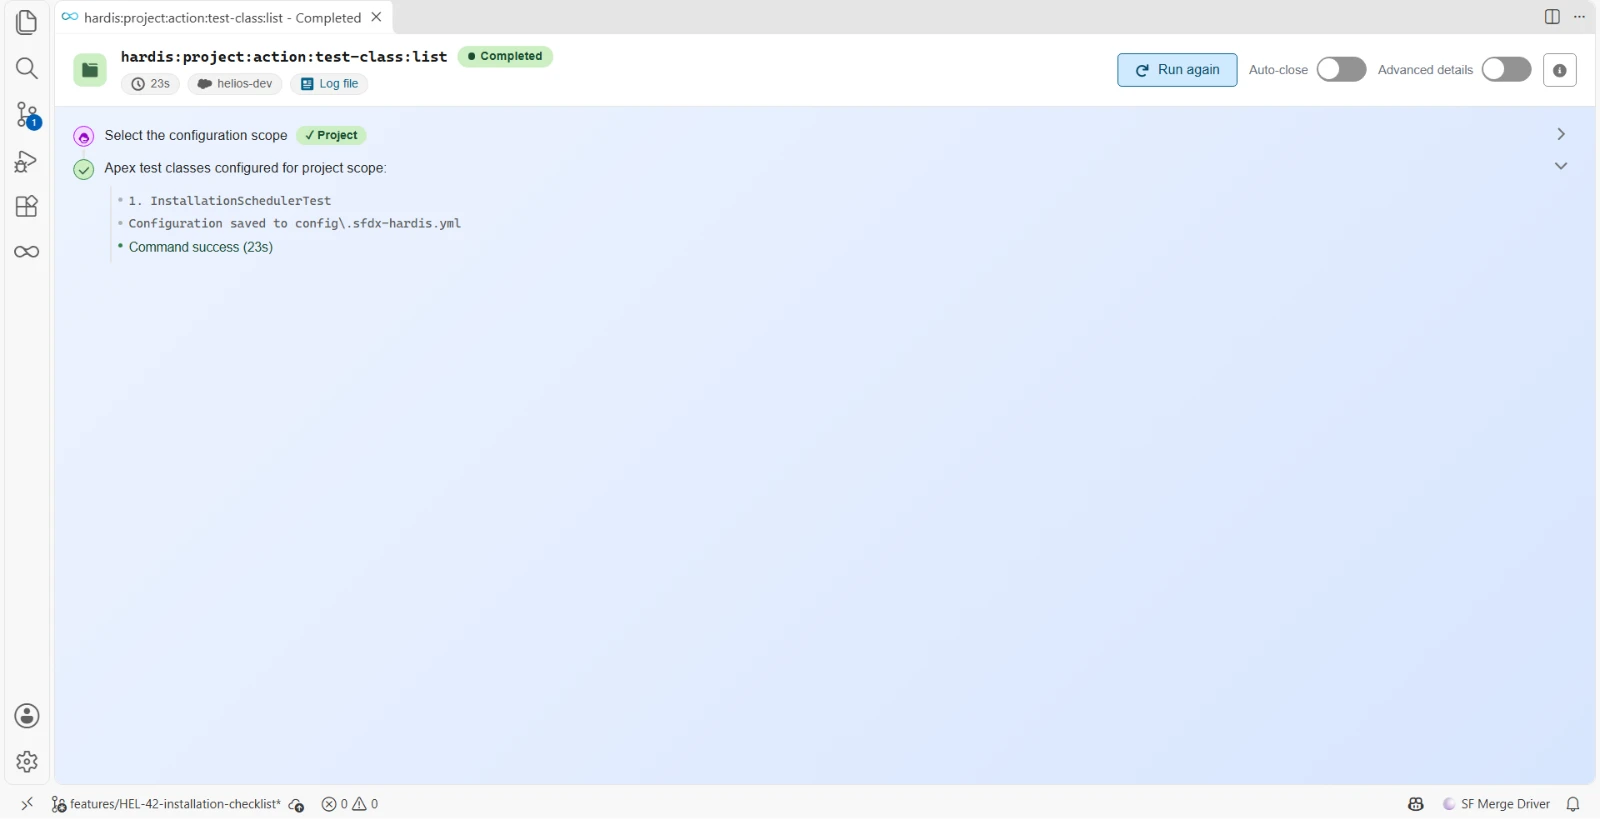 hardis:project:action:test-class:list - Completed
hardis:project:action:test-class:list
Completed
23s
helios-dev
Log file
Run again
Auto-close
Advanced details
1
Select the configuration scope
✓ Project
Apex test classes configured for project scope:
1. InstallationSchedulerTest
Configuration saved to config\.sfdx-hardis.yml
Command success (23s)
features/HEL-42-installation-checklist*
0
0
SF Merge Driver